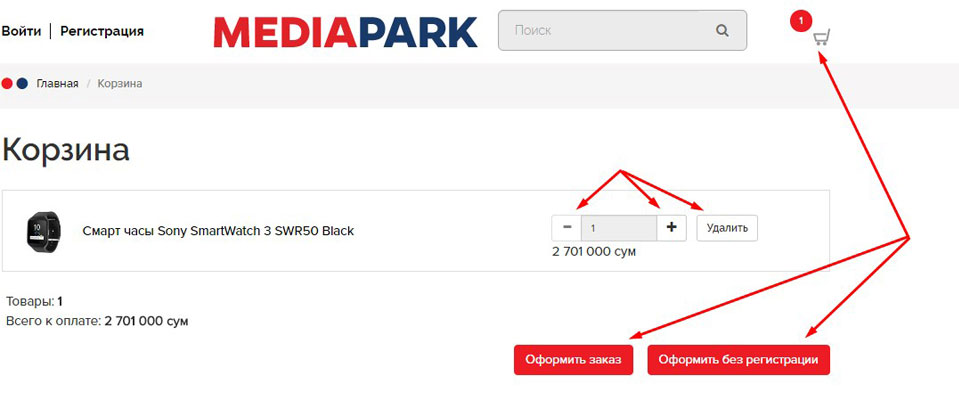 Войти | Регистрация
MEDIAPARK
Поиск
1
Главная / Корзина
Корзина
Смарт часы Sony SmartWatch 3 SWR50 Black
− 1 + Удалить
2 701 000 сум
Товары: 1
Всего к оплате: 2 701 000 сум
Оформить заказ
Оформить без регистрации